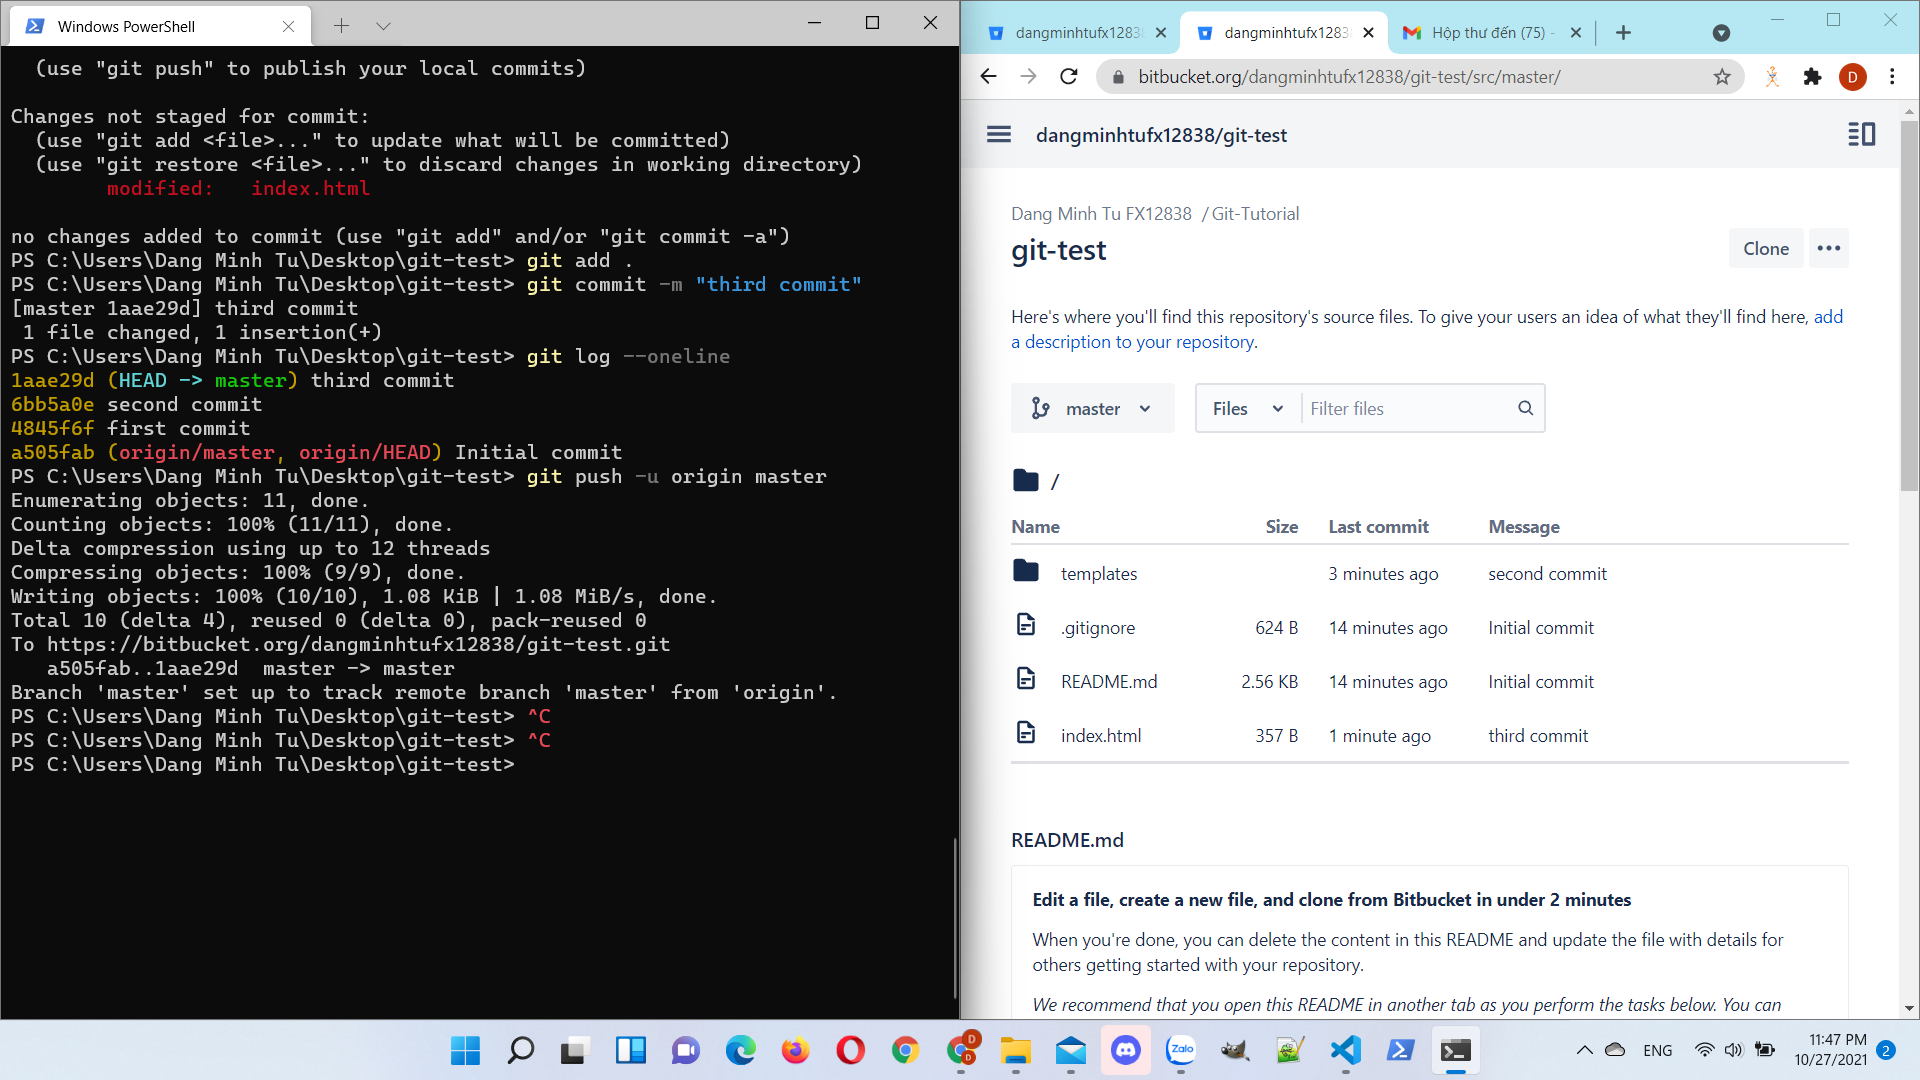 Windows PowerShell
(use "git push" to publish your local commits)
Changes not staged for commit:
(use "git add <file>..." to update what will be committed)
(use "git restore <file>..." to discard changes in working directory)
modified:   index.html
no changes added to commit (use "git add" and/or "git commit -a")
PS C:\Users\Dang Minh Tu\Desktop\git-test> git add .
PS C:\Users\Dang Minh Tu\Desktop\git-test> git commit -m "third commit"
[master 1aae29d] third commit
1 file changed, 1 insertion(+)
PS C:\Users\Dang Minh Tu\Desktop\git-test> git log --oneline
1aae29d (HEAD -> master) third commit
6bb5a0e second commit
4845f6f first commit
a505fab (origin/master, origin/HEAD) Initial commit
PS C:\Users\Dang Minh Tu\Desktop\git-test> git push -u origin master
Enumerating objects: 11, done.
Counting objects: 100% (11/11), done.
Delta compression using up to 12 threads
Compressing objects: 100% (9/9), done.
Writing objects: 100% (10/10), 1.08 KiB | 1.08 MiB/s, done.
Total 10 (delta 4), reused 0 (delta 0), pack-reused 0
To https://bitbucket.org/dangminhtufx12838/git-test.git
a505fab..1aae29d  master -> master
Branch 'master' set up to track remote branch 'master' from 'origin'.
PS C:\Users\Dang Minh Tu\Desktop\git-test> ^C
PS C:\Users\Dang Minh Tu\Desktop\git-test> ^C
PS C:\Users\Dang Minh Tu\Desktop\git-test>
dangminhtufx1283 dangminhtufx1283 Hộp thư đến (75) -
bitbucket.org/dangminhtufx12838/git-test/src/master/ D
dangminhtufx12838/git-test
Dang Minh Tu FX12838 / Git-Tutorial
git-test
Clone
Here's where you'll find this repository's source files. To give your users an idea of what they'll find here, add
a description to your repository.
master Files Filter files
/
Name Size Last commit Message
templates 3 minutes ago second commit
.gitignore 624 B 14 minutes ago Initial commit
README.md 2.56 KB 14 minutes ago Initial commit
index.html 357 B 1 minute ago third commit
README.md
Edit a file, create a new file, and clone from Bitbucket in under 2 minutes
When you're done, you can delete the content in this README and update the file with details for
others getting started with your repository.
We recommend that you open this README in another tab as you perform the tasks below. You can
D
D
Zalo
ENG
11:47 PM
10/27/2021
2